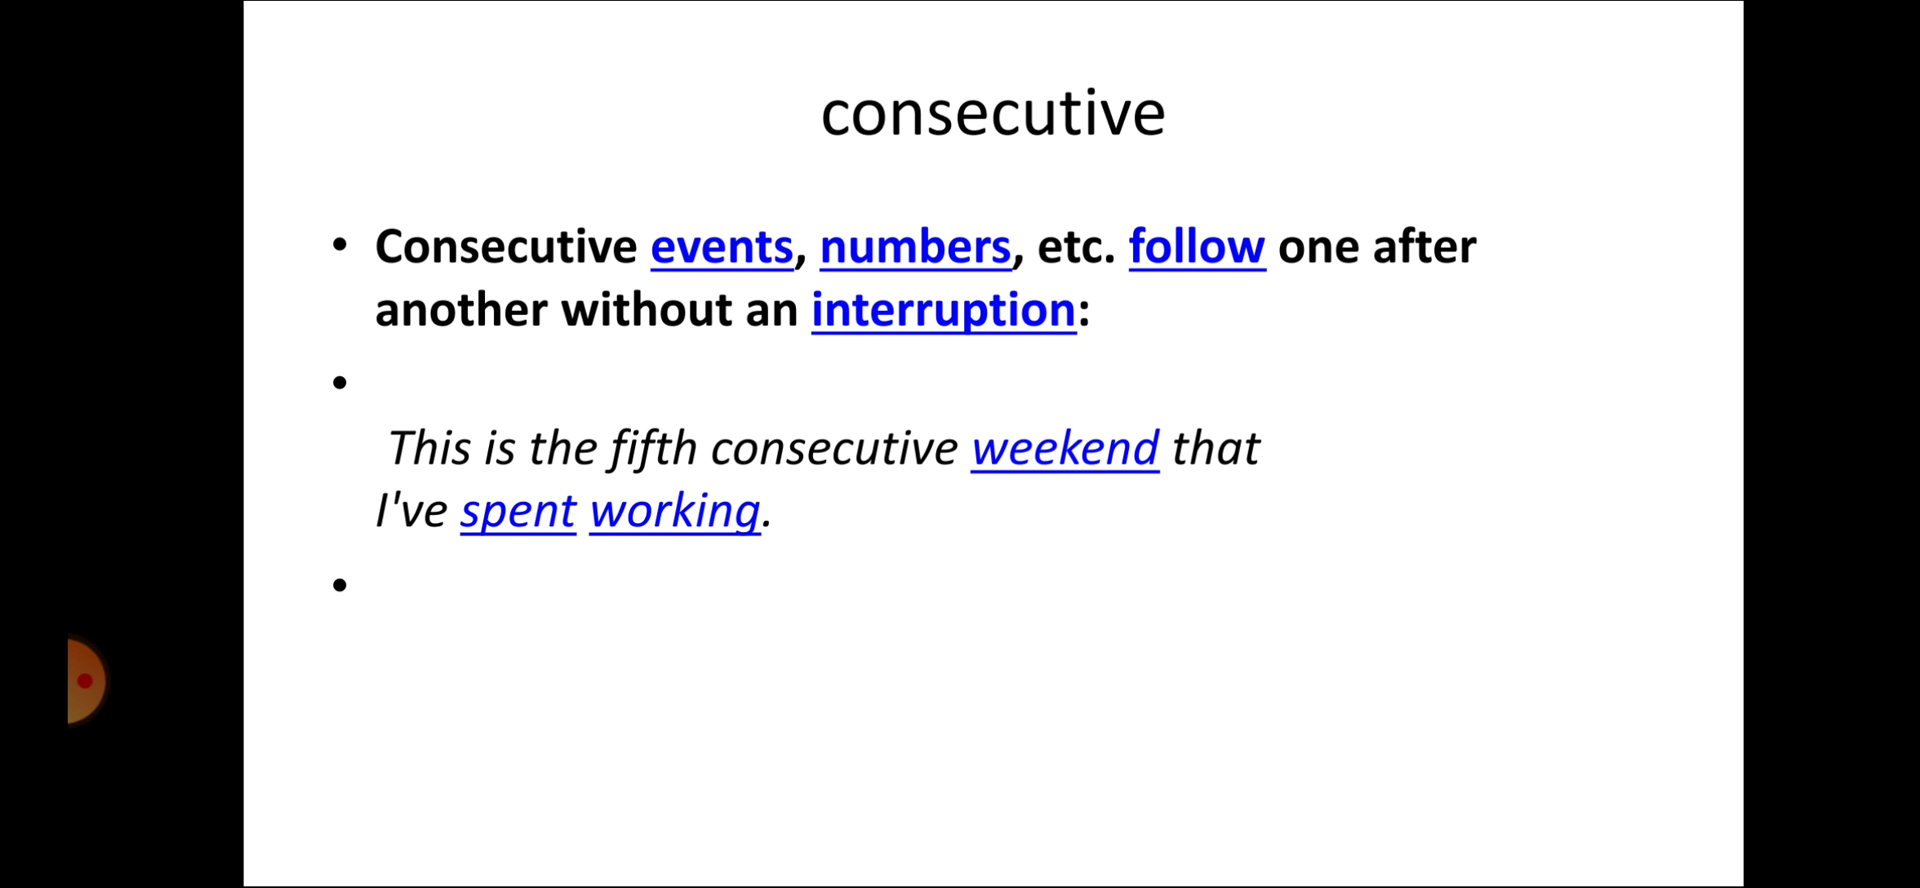 consecutive
• Consecutive events, numbers, etc. follow one after
another without an interruption:
•
This is the fifth consecutive weekend that
I've spent working.
•